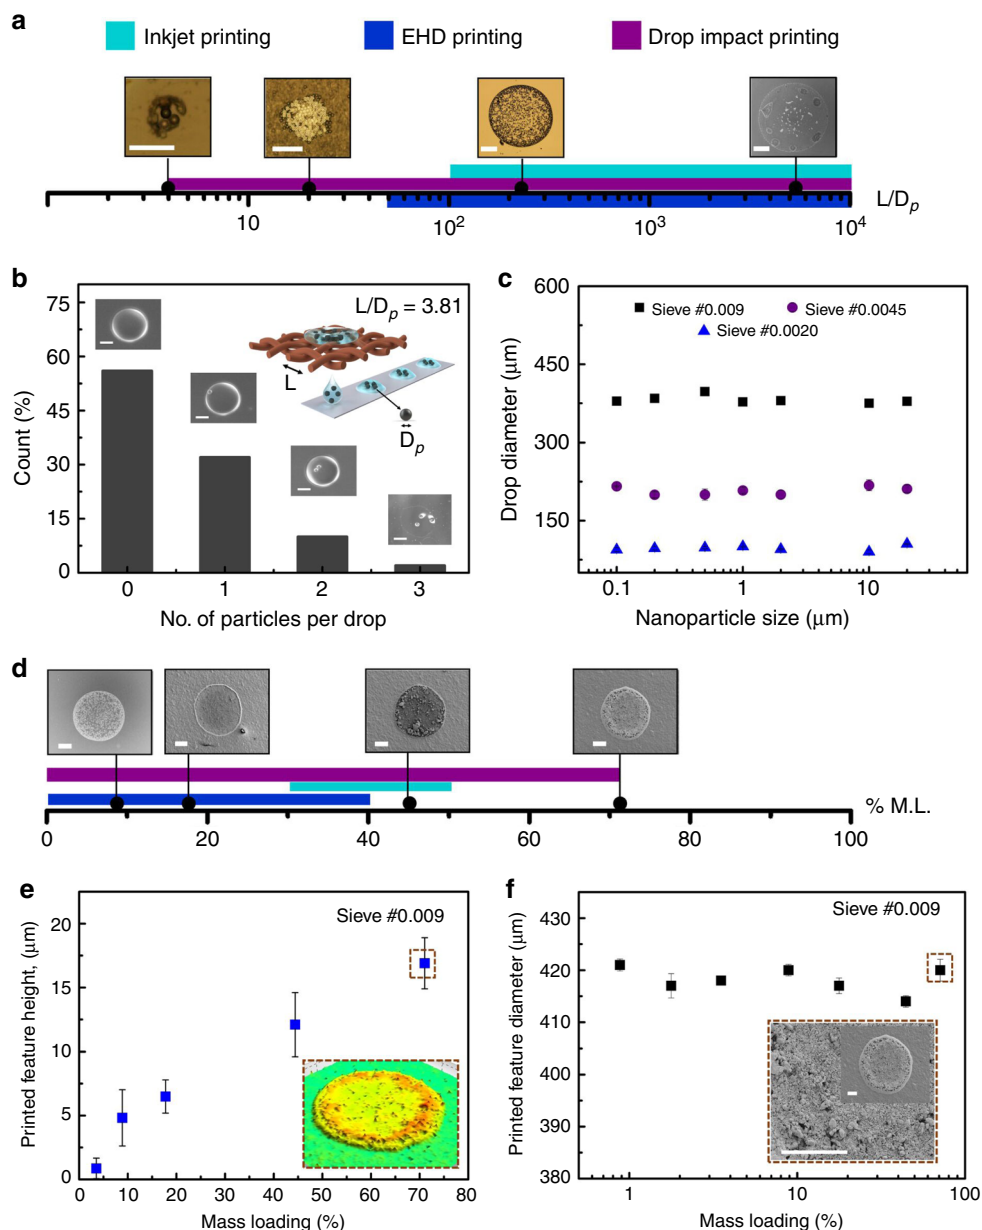 a
Inkjet printing
EHD printing
Drop impact printing
10
10²
10³
10⁴
L/Dₚ
b
75
60
45
30
15
0
Count (%)
L/Dₚ = 3.81
L
Dₚ
0 1 2 3
No. of particles per drop
c
600
450
300
150
Drop diameter (μm)
Sieve #0.009
Sieve #0.0045
Sieve #0.0020
0.1 1 10
Nanoparticle size (μm)
d
0 20 40 60 80 100
% M.L.
e
20
15
10
5
0
Printed feature height, (μm)
Sieve #0.009
0 10 20 30 40 50 60 70 80
Mass loading (%)
f
430
420
410
400
390
380
Printed feature diameter (μm)
Sieve #0.009
1 10 100
Mass loading (%)